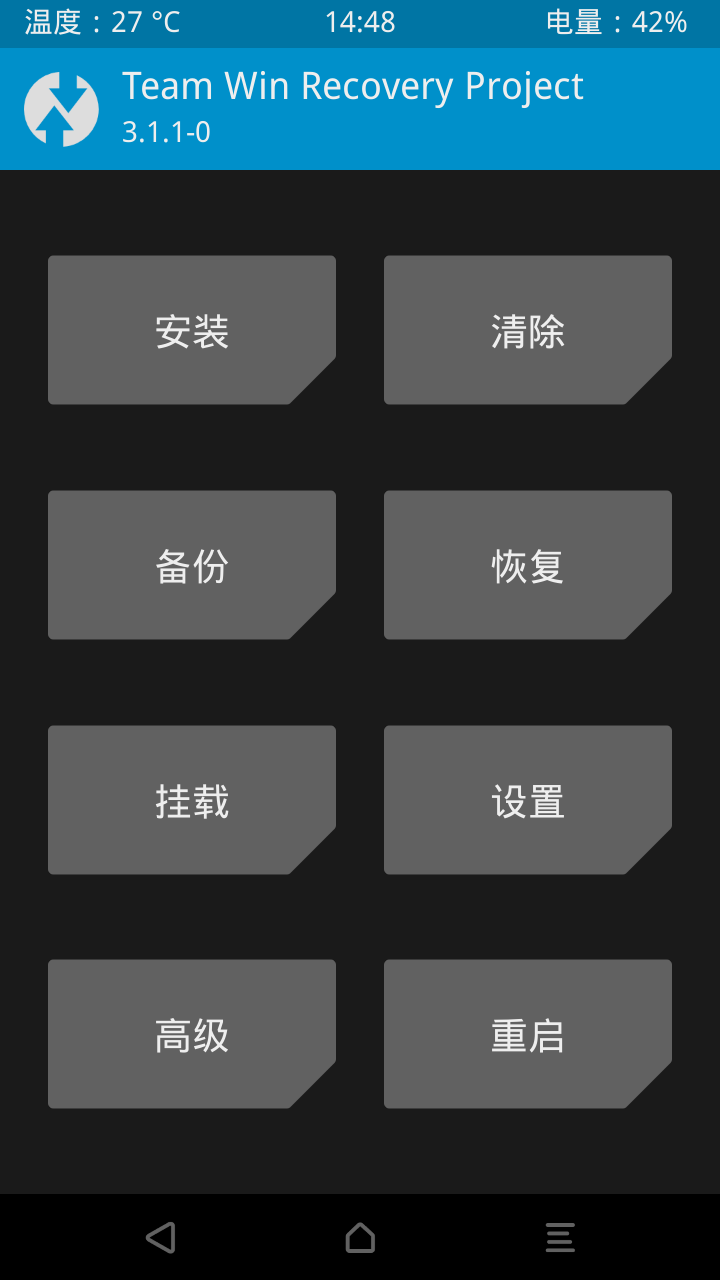 温度：27 °C 14:48 电量：42%
Team Win Recovery Project
3.1.1-0
安装 清除
备份 恢复
挂载 设置
高级 重启